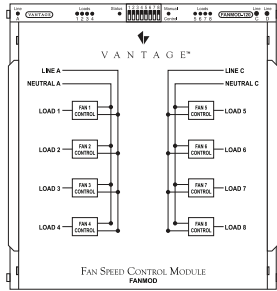 Line Loads Status 1 2 3 4 5 6 7 8 Manual Loads Line Line
A VANTAGE 1 2 3 4 Control 5 6 7 8 FANMOD-120 C D
VANTAGE™
LINE A LINE C
NEUTRAL A NEUTRAL C
LOAD 1 FAN 1 CONTROL FAN 5 CONTROL LOAD 5
LOAD 2 FAN 2 CONTROL FAN 6 CONTROL LOAD 6
LOAD 3 FAN 3 CONTROL FAN 7 CONTROL LOAD 7
LOAD 4 FAN 4 CONTROL FAN 8 CONTROL LOAD 8
FAN SPEED CONTROL MODULE
FANMOD